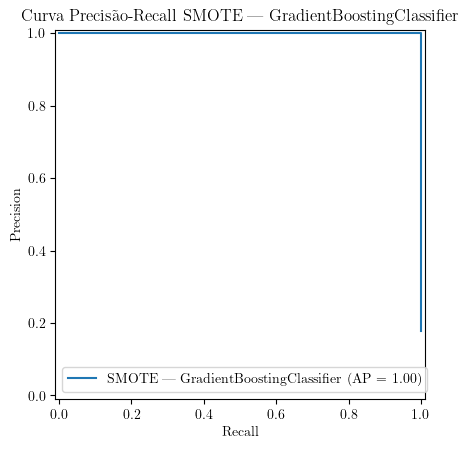 Curva Precisão-Recall SMOTE — GradientBoostingClassifier
1.0
0.8
0.6
0.4
0.2
0.0
Precision
SMOTE — GradientBoostingClassifier (AP = 1.00)
0.0 0.2 0.4 0.6 0.8 1.0
Recall